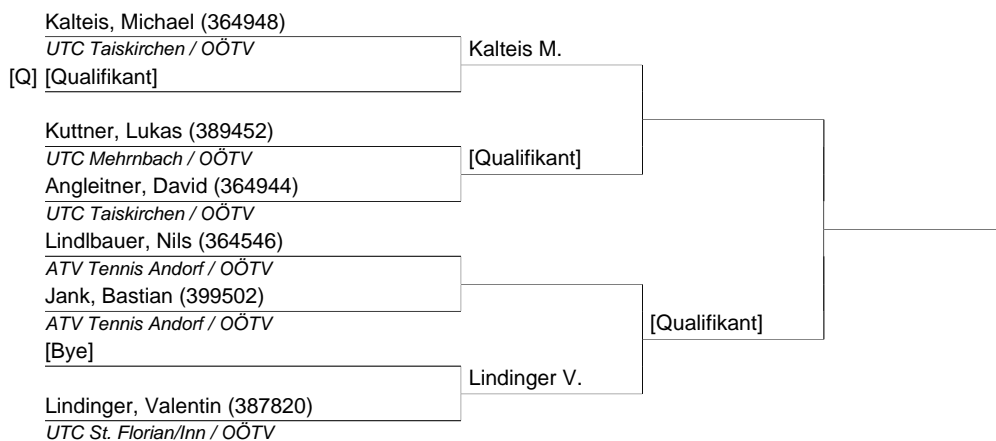 Kalteis, Michael (364948)
UTC Taiskirchen / OÖTV
Kalteis M.
[Q] [Qualifikant]
Kuttner, Lukas (389452)
UTC Mehrnbach / OÖTV
[Qualifikant]
Angleitner, David (364944)
UTC Taiskirchen / OÖTV
Lindlbauer, Nils (364546)
ATV Tennis Andorf / OÖTV
Jank, Bastian (399502)
ATV Tennis Andorf / OÖTV
[Qualifikant]
[Bye]
Lindinger V.
Lindinger, Valentin (387820)
UTC St. Florian/Inn / OÖTV